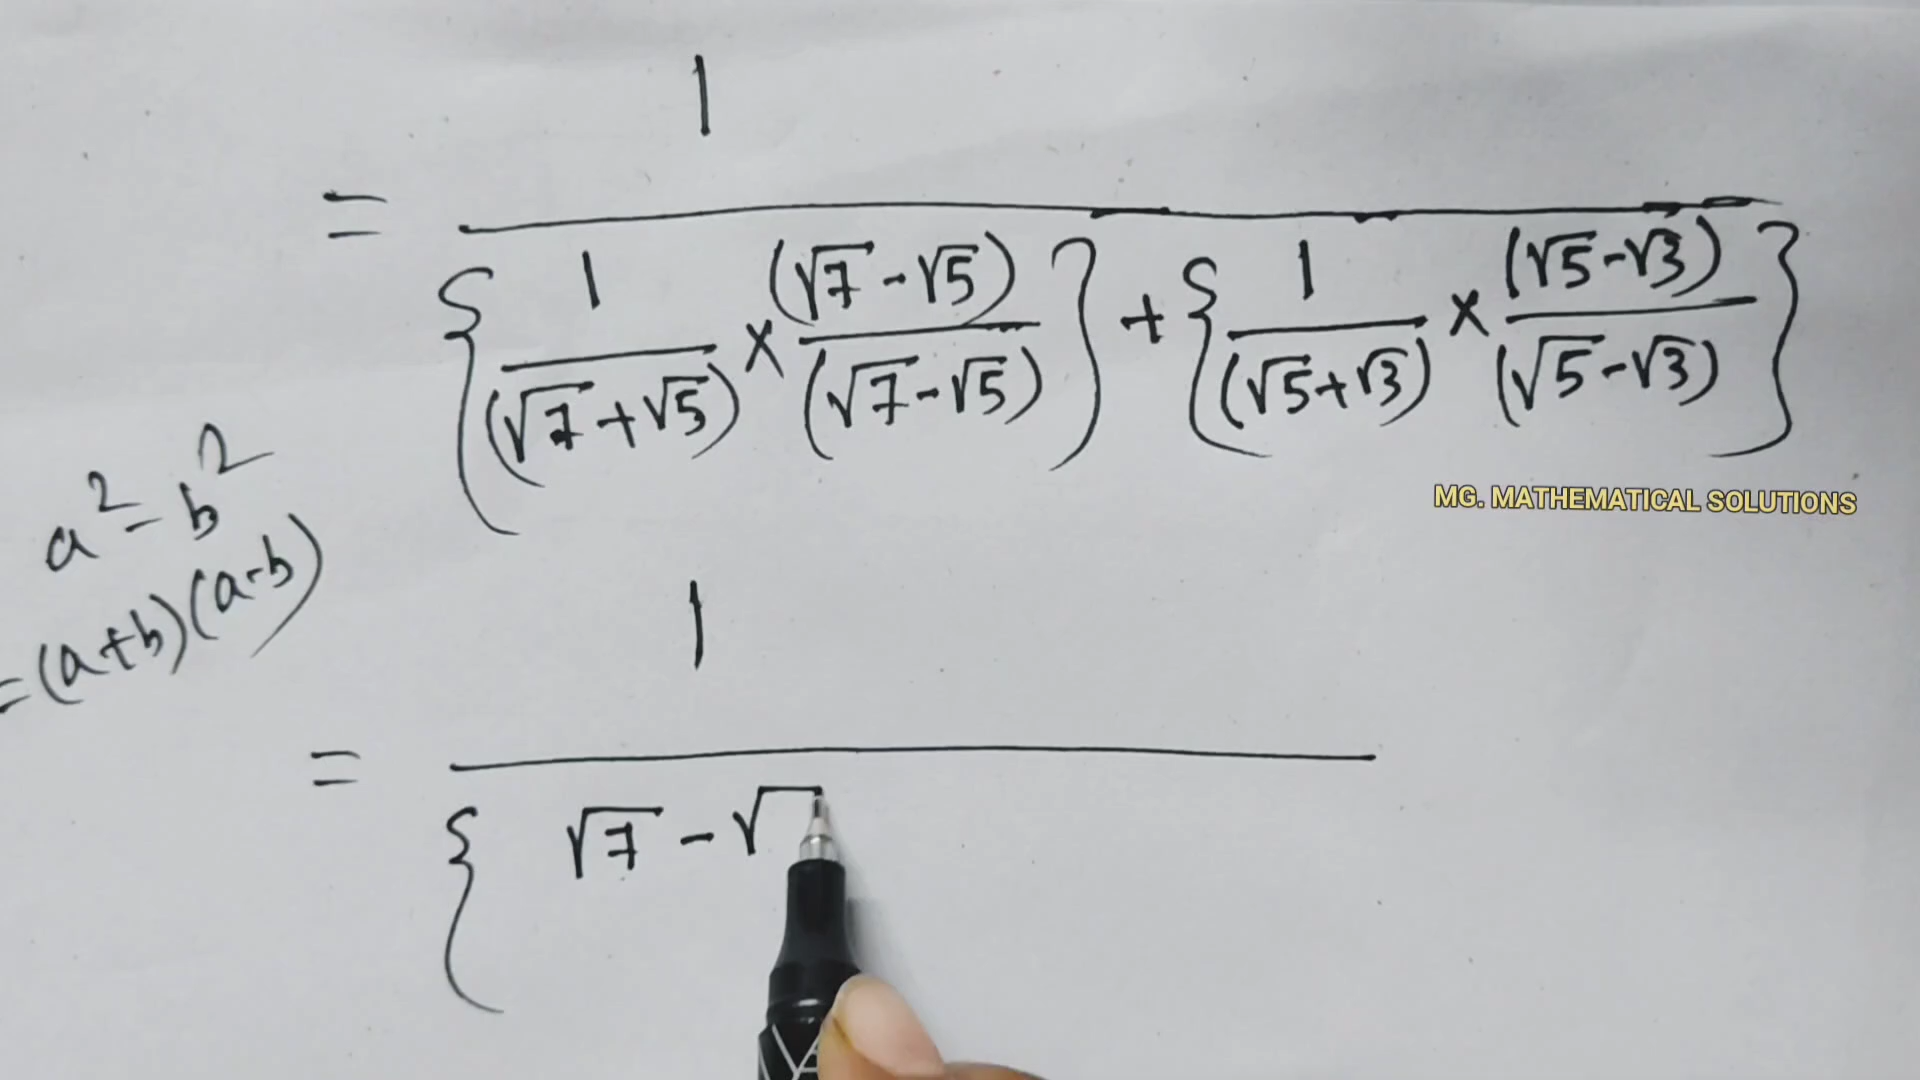 1
= { 1/(√7+√5) × (√7-√5)/(√7-√5) } + { 1/(√5+√3) × (√5-√3)/(√5-√3) }
a²-b²
=(a+b)(a-b)
MG. MATHEMATICAL SOLUTIONS
1
=
{ √7 - √